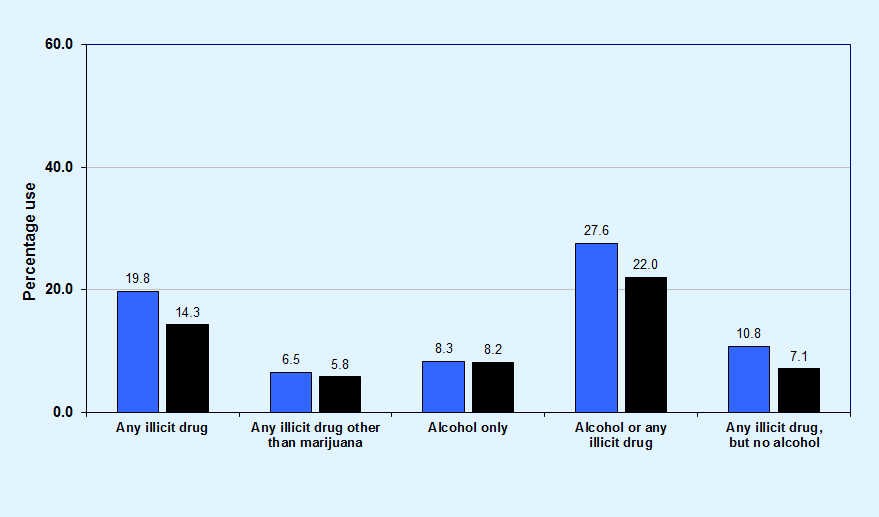 60.0
40.0
20.0
0.0
Percentage use
19.8
14.3
6.5
5.8
8.3
8.2
27.6
22.0
10.8
7.1
Any illicit drug
Any illicit drug other
than marijuana
Alcohol only
Alcohol or any
illicit drug
Any illicit drug,
but no alcohol